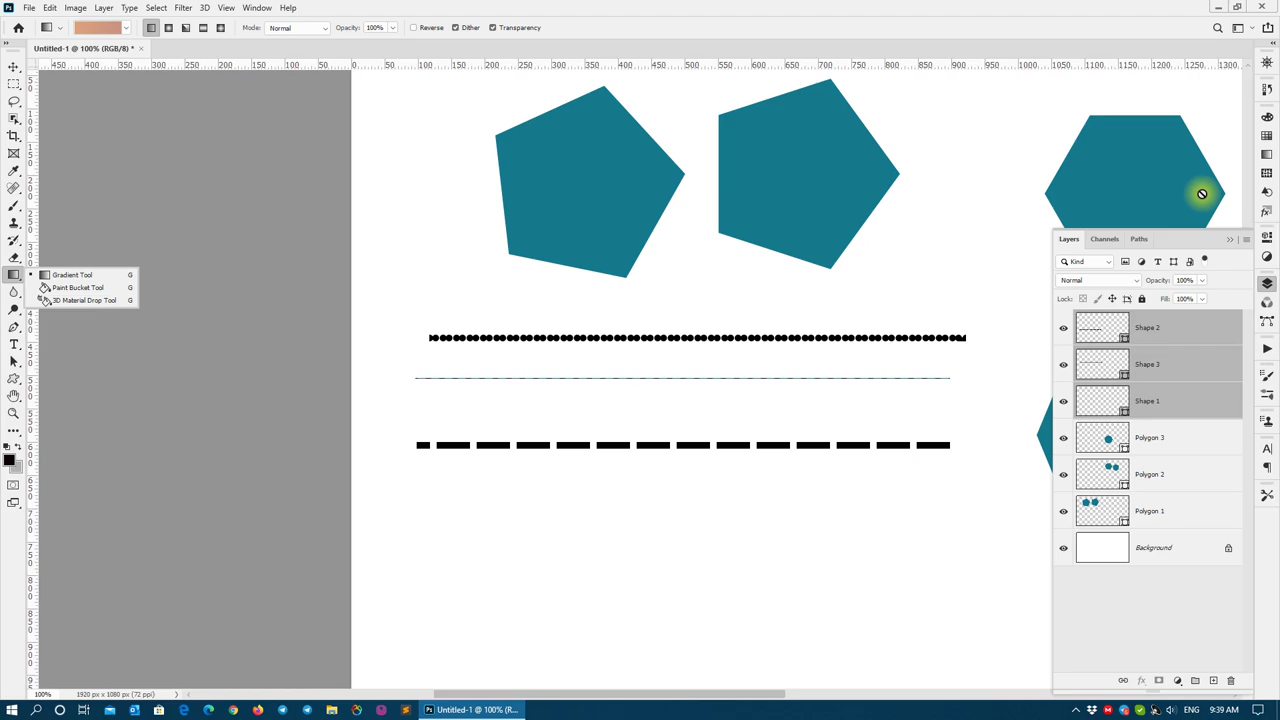 File Edit Image Layer Type Select Filter 3D View Window Help
Mode: Normal Opacity: 100% Reverse Dither Transparency
Untitled-1 @ 100% (RGB/8) *
450 400 350 300 250 200 150 100 50 0 50 100 150 200 250 300 350 400 450 500 550 600 650 700 750 800 850 900 950 1000 1050 1100 1150 1200 1250 1300
Gradient Tool G
Paint Bucket Tool G
3D Material Drop Tool G
Layers Channels Paths
Kind
Normal Opacity: 100%
Lock: Fill: 100%
Shape 2
Shape 3
Shape 1
Polygon 3
Polygon 2
Polygon 1
Background
100% 1920 px x 1080 px (72 ppi)
Untitled-1 @ 100% (R... ENG 9:39 AM